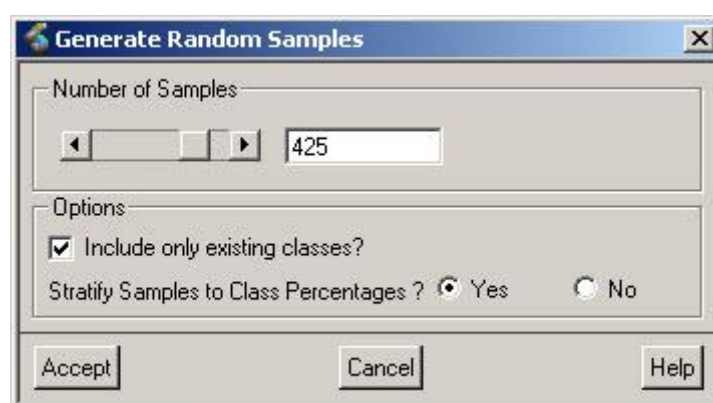 Generate Random Samples
Number of Samples
425
Options
Include only existing classes?
Stratify Samples to Class Percentages ? Yes No
Accept Cancel Help